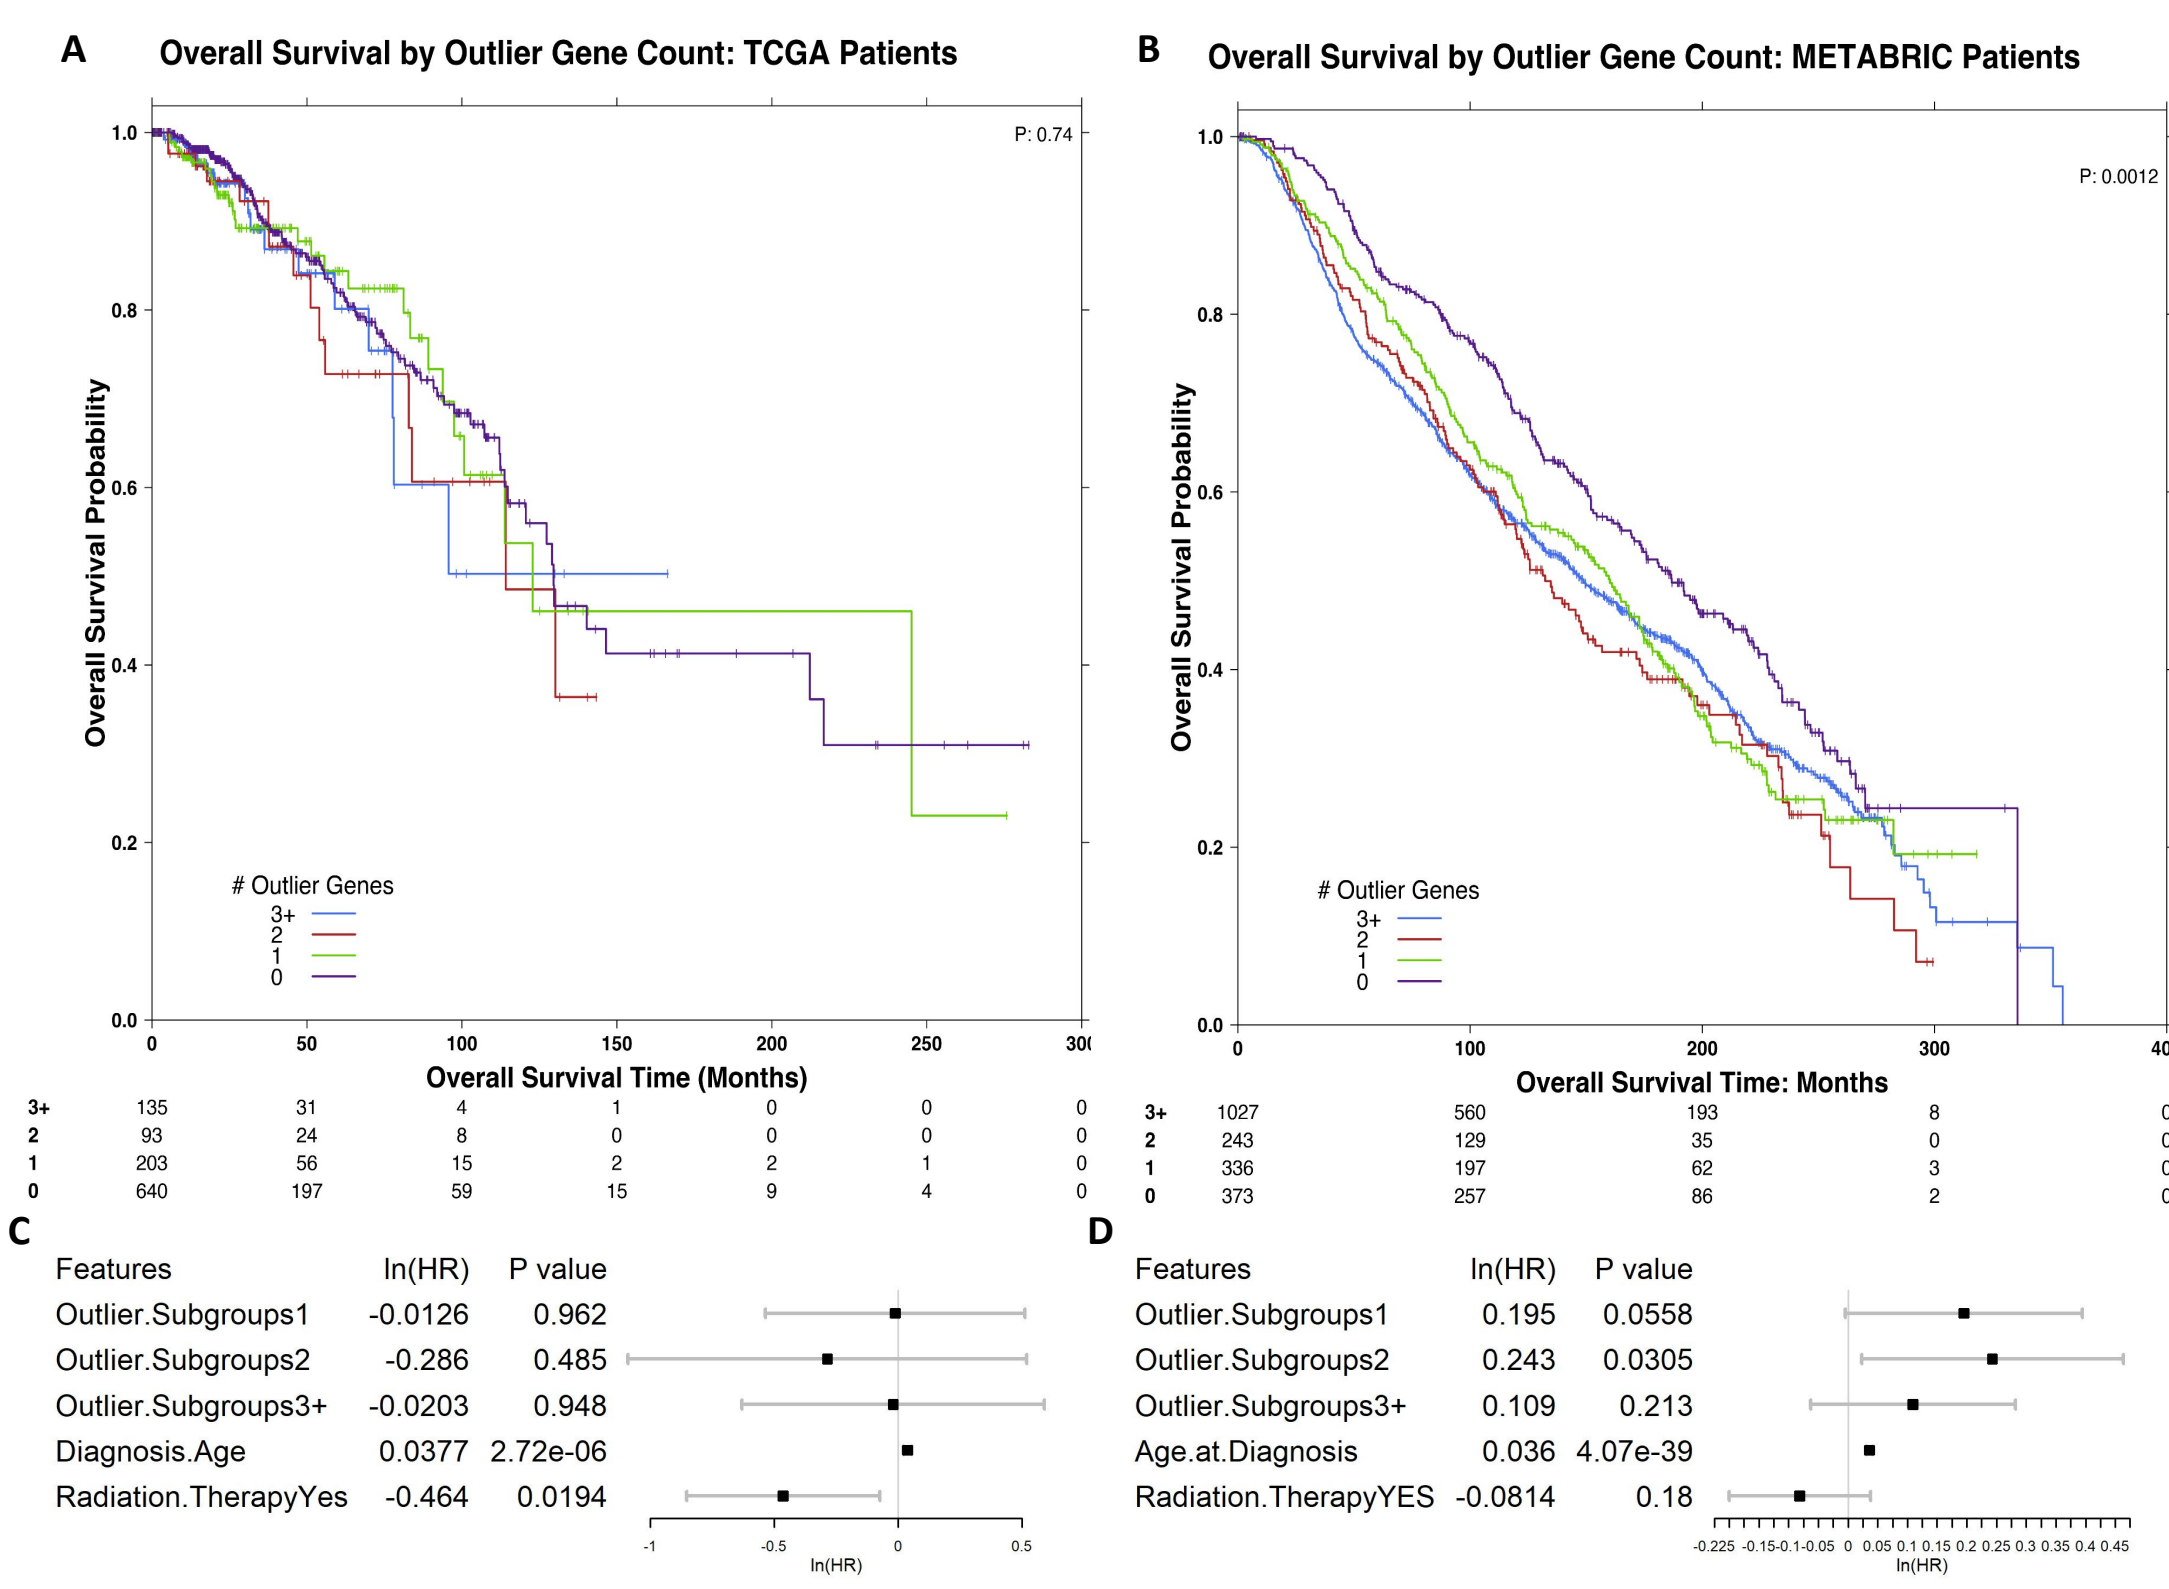 A
Overall Survival by Outlier Gene Count: TCGA Patients
P: 0.74
Overall Survival Probability
1.0
0.8
0.6
0.4
0.2
0.0
# Outlier Genes
3+
2
1
0
0 50 100 150 200 250 300
Overall Survival Time (Months)
3+ 135 31 4 1 0 0 0
2 93 24 8 0 0 0 0
1 203 56 15 2 2 1 0
0 640 197 59 15 9 4 0
B
Overall Survival by Outlier Gene Count: METABRIC Patients
P: 0.0012
Overall Survival Probability
1.0
0.8
0.6
0.4
0.2
0.0
# Outlier Genes
3+
2
1
0
0 100 200 300 40
Overall Survival Time: Months
3+ 1027 560 193 8 0
2 243 129 35 0 0
1 336 197 62 3 0
0 373 257 86 2 0
C
Features ln(HR) P value
Outlier.Subgroups1 -0.0126 0.962
Outlier.Subgroups2 -0.286 0.485
Outlier.Subgroups3+ -0.0203 0.948
Diagnosis.Age 0.0377 2.72e-06
Radiation.TherapyYes -0.464 0.0194
-1 -0.5 0 0.5
ln(HR)
D
Features ln(HR) P value
Outlier.Subgroups1 0.195 0.0558
Outlier.Subgroups2 0.243 0.0305
Outlier.Subgroups3+ 0.109 0.213
Age.at.Diagnosis 0.036 4.07e-39
Radiation.TherapyYES -0.0814 0.18
-0.225 -0.15 -0.1 -0.05 0 0.05 0.1 0.15 0.2 0.25 0.3 0.35 0.4 0.45
ln(HR)